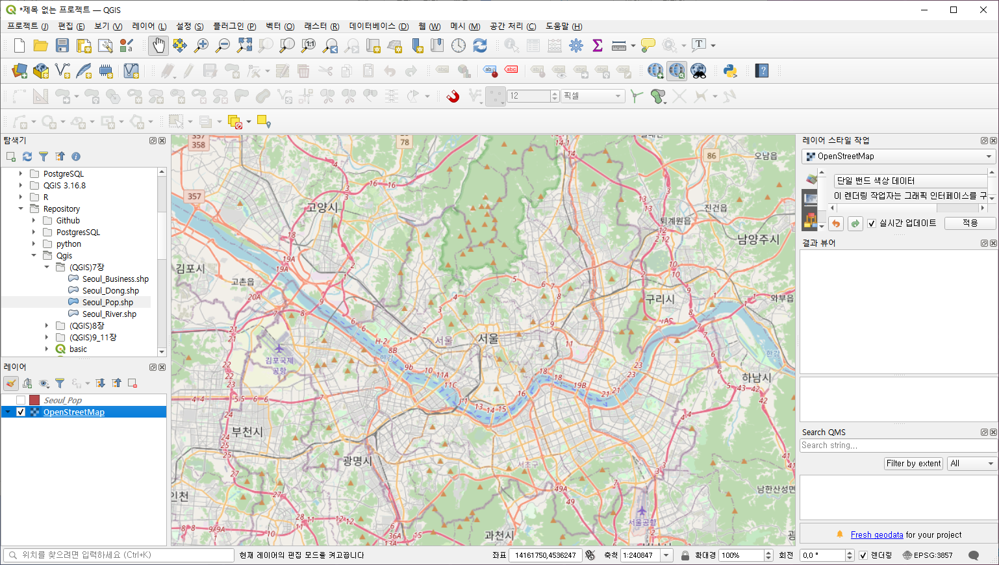 *제목 없는 프로젝트 — QGIS
프로젝트 (J) 편집 (E) 보기 (V) 레이어 (L) 설정 (S) 플러그인 (P) 벡터 (O) 래스터 (R) 데이터베이스 (D) 웹 (W) 메시 (M) 공간 처리 (C) 도움말 (H)
12 픽셀
탐색기
PostgreSQL
QGIS 3.16.8
R
Repository
Github
PostgresSQL
python
Qgis
(QGIS)7장
Seoul_Business.shp
Seoul_Dong.shp
Seoul_Pop.shp
Seoul_River.shp
(QGIS)8장
(QGIS)9_11장
basic
레이어
Seoul_Pop
OpenStreetMap
357
358
78
14·1
14
86
오남읍
357
고양시
진건읍
퇴계원읍
남양주시
김포시
고촌읍
구리시
와부읍
서울
서울
한강
김포국제
공항
한강
하남시
부천시
광명시
서초구
인천
과천시
서울공항
남한산성면
레이어 스타일 작업
OpenStreetMap
단일 밴드 색상 데이터
이 렌더링 작업자는 그래픽 인터페이스를 구
실시간 업데이트 적용
결과 뷰어
Search QMS
Search string...
Filter by extent All
Fresh geodata for your project
위치를 찾으려면 입력하세요 (Ctrl+K) 현재 레이어의 편집 모드를 켜고끕니다 좌표 14161750,4536247 축척 1:240847 확대경 100% 회전 0,0 ° 렌더링 EPSG:3857